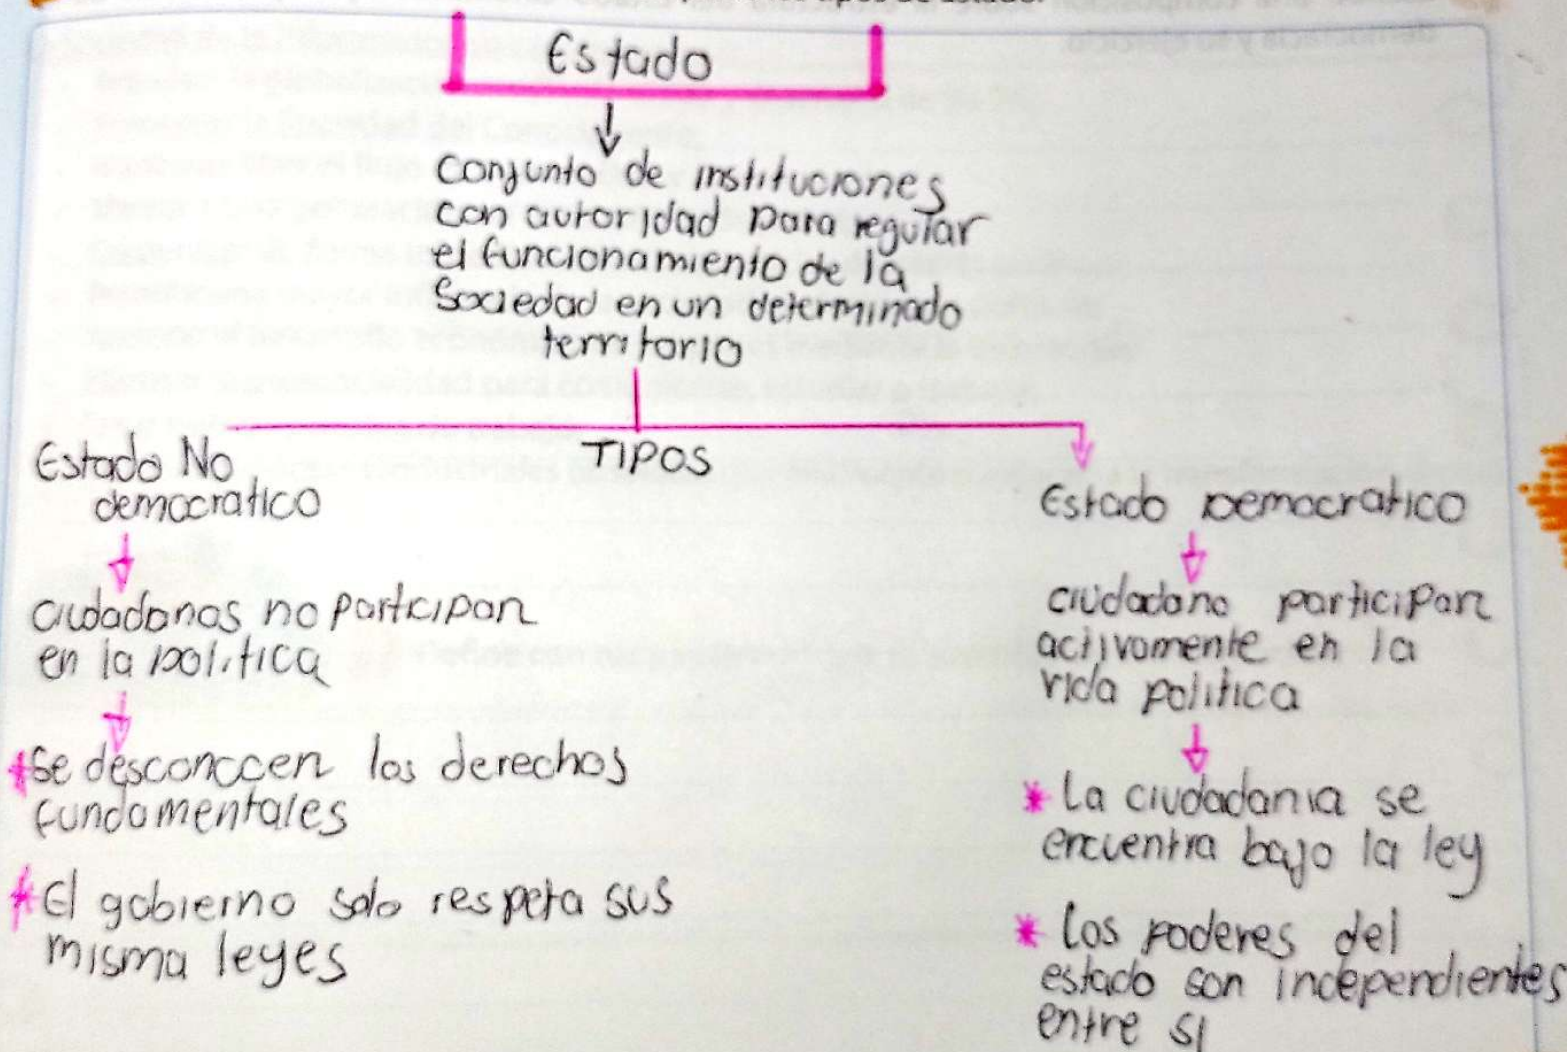 Estado
Conjunto de instituciones
con autoridad para regular
el funcionamiento de la
Sociedad en un determinado
territorio
TIPOS
Estado No
democratico
ciudadanos no participan
en la politica
*Se desconocen los derechos
fundamentales
*El gobierno solo respeta sus
misma leyes
Estado Democratico
ciudadano participan
activamente en la
vida politica
* La ciudadania se
encuentra bajo la ley
* Los poderes del
estado son independientes
entre si